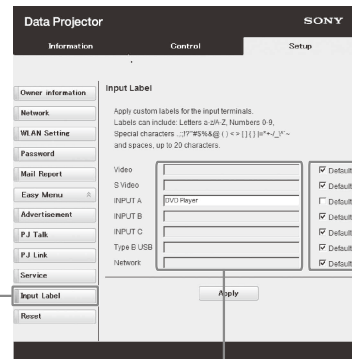 Data Projector SONY
Information Control Setup
Owner information
Network
WLAN Setting
Password
Mail Report
Easy Menu
Advertisement
PJ Talk
PJ Link
Service
Input Label
Reset
Input Label
Apply custom labels for the input terminals.
Labels can include: Letters a-z/A-Z, Numbers 0-9,
and spaces, up to 20 characters.
Video Default
S Video Default
INPUT A DVD Player Default
INPUT B Default
INPUT C Default
Type B USB Default
Network Default
Apply